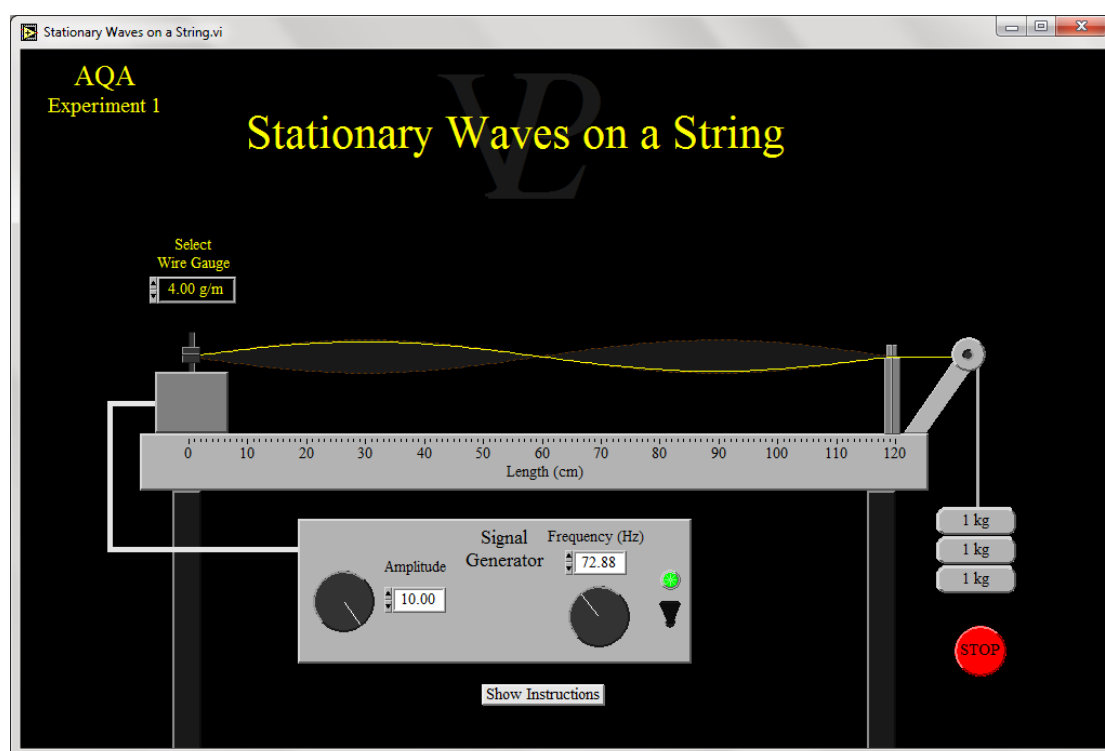 Stationary Waves on a String.vi
AQA
Experiment 1
VPL
Stationary Waves on a String
Select
Wire Gauge
4.00 g/m
0 10 20 30 40 50 60 70 80 90 100 110 120
Length (cm)
Signal
Generator
Frequency (Hz)
72.88
Amplitude
10.00
1 kg
1 kg
1 kg
STOP
Show Instructions